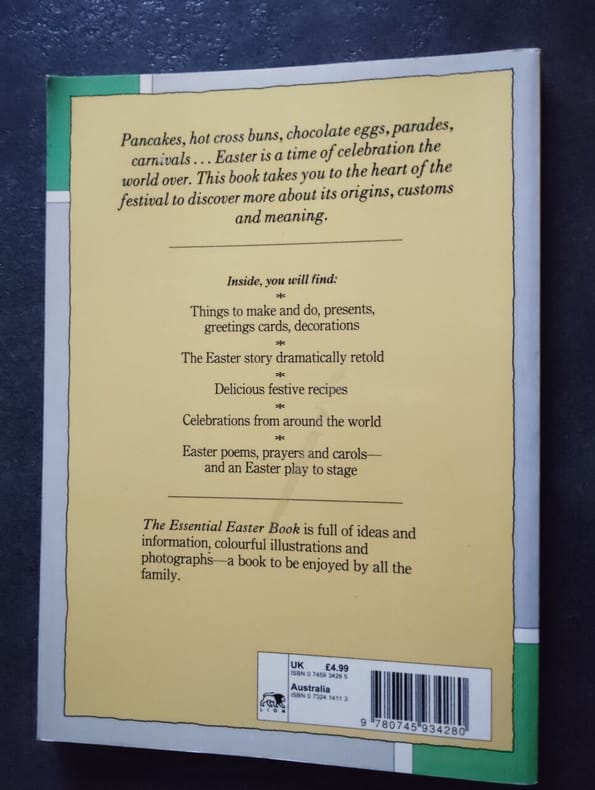 Pancakes, hot cross buns, chocolate eggs, parades,
carnivals . . . Easter is a time of celebration the
world over. This book takes you to the heart of the
festival to discover more about its origins, customs
and meaning.
Inside, you will find:
*
Things to make and do, presents,
greetings cards, decorations
*
The Easter story dramatically retold
*
Delicious festive recipes
*
Celebrations from around the world
*
Easter poems, prayers and carols—
and an Easter play to stage
The Essential Easter Book is full of ideas and
information, colourful illustrations and
photographs—a book to be enjoyed by all the
family.
UK £4.99
ISBN 0 7459 3428 5
Australia
ISBN 0 7324 1411 3
LION
9 780745 934280